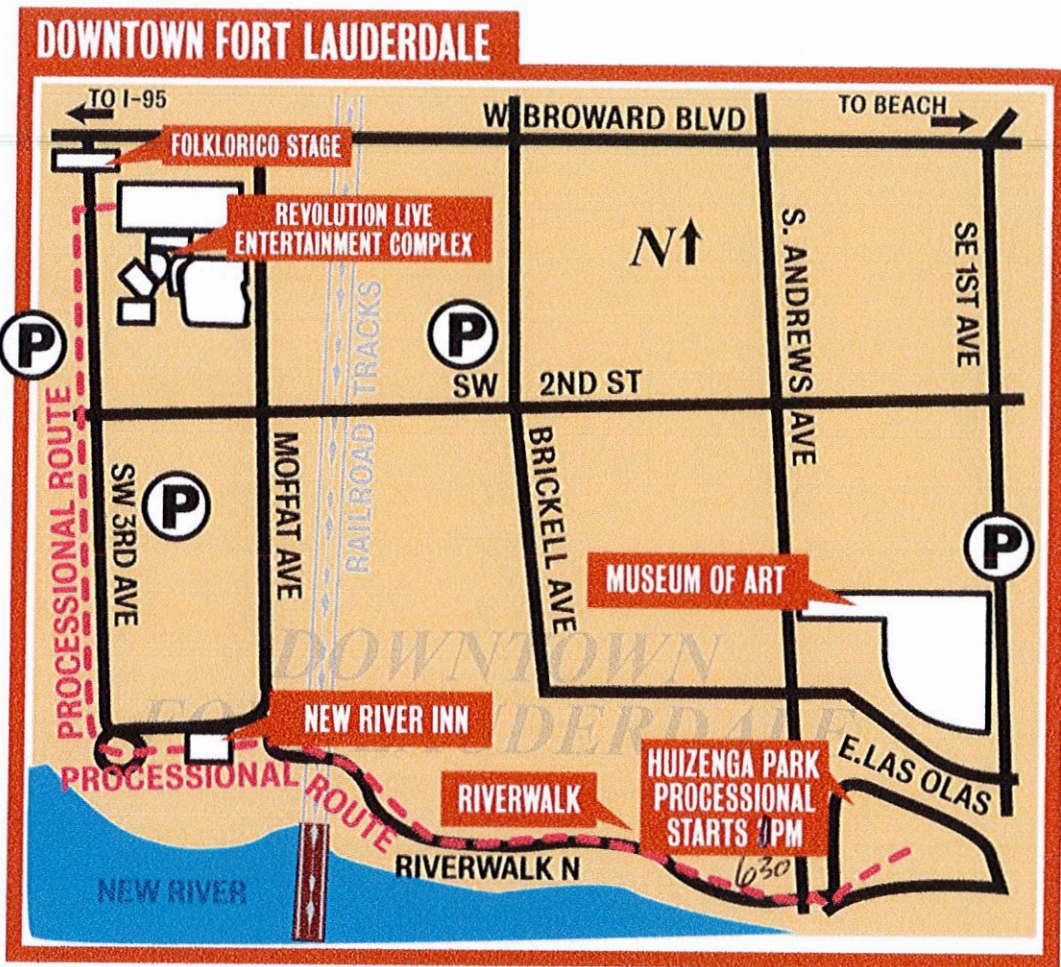 DOWNTOWN FORT LAUDERDALE
TO I-95
W. BROWARD BLVD
TO BEACH
FOLKLORICO STAGE
REVOLUTION LIVE
ENTERTAINMENT COMPLEX
N
S. ANDREWS AVE
SE 1ST AVE
P
P
RAILROAD TRACKS
SW 2ND ST
PROCESSIONAL ROUTE
SW 3RD AVE
P
MOFFAT AVE
BRICKELL AVE
P
MUSEUM OF ART
DOWNTOWN
FORT LAUDERDALE
NEW RIVER INN
E. LAS OLAS
PROCESSIONAL ROUTE
HUIZENGA PARK
PROCESSIONAL
STARTS PM
630
RIVERWALK
RIVERWALK N
NEW RIVER